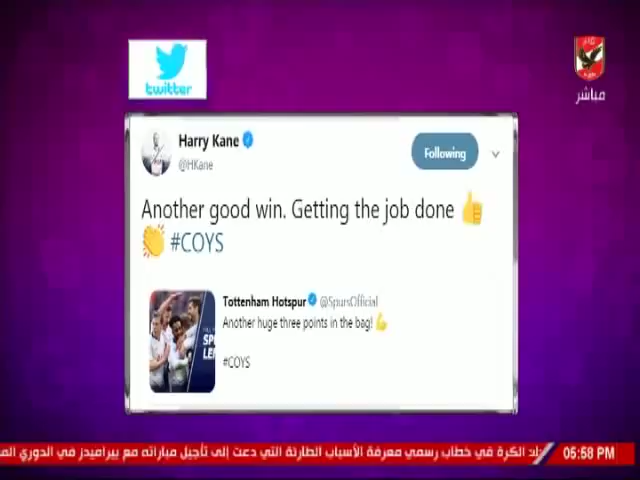 twitter
مباشر
Harry Kane
@HKane
Following
Another good win. Getting the job done 👍
👏 #COYS
Tottenham Hotspur @SpursOfficial
Another huge three points in the bag! 💪
#COYS
الكرة في خطاب رسمي معرفة الأسباب الطارئة التي دعت إلى تأجيل مباراته مع بيراميدز في الدوري
05:58 PM